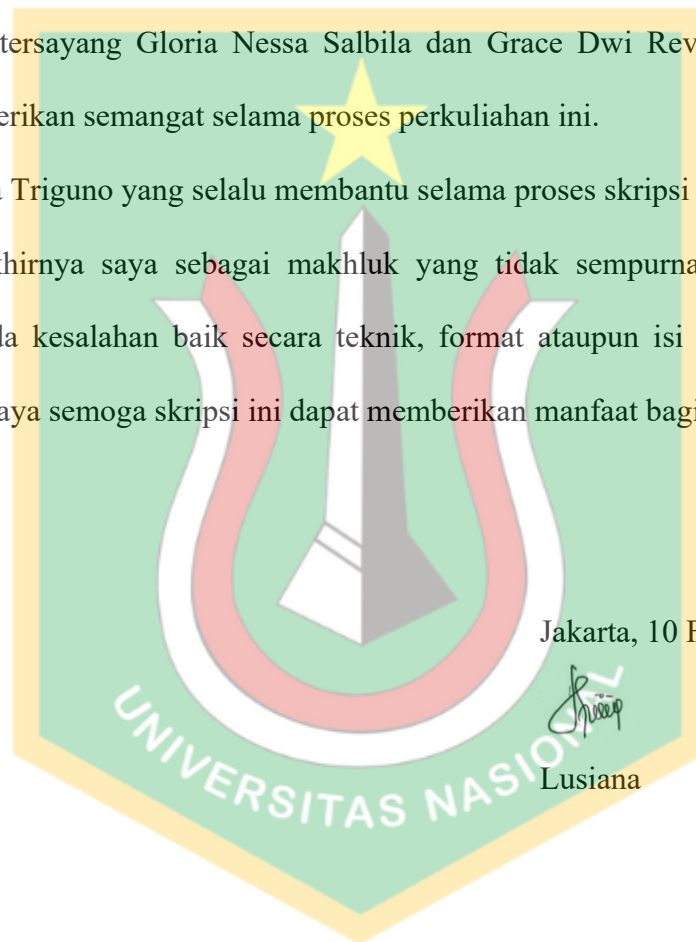 tersayang Gloria Nessa Salbila dan Grace Dwi Rev
erikan semangat selama proses perkuliahan ini.
Triguno yang selalu membantu selama proses skripsi
khirnya saya sebagai makhluk yang tidak sempurna
da kesalahan baik secara teknik, format ataupun isi
aya semoga skripsi ini dapat memberikan manfaat bagi
Jakarta, 10 F
Lusiana
UNIVERSITAS NASIONAL